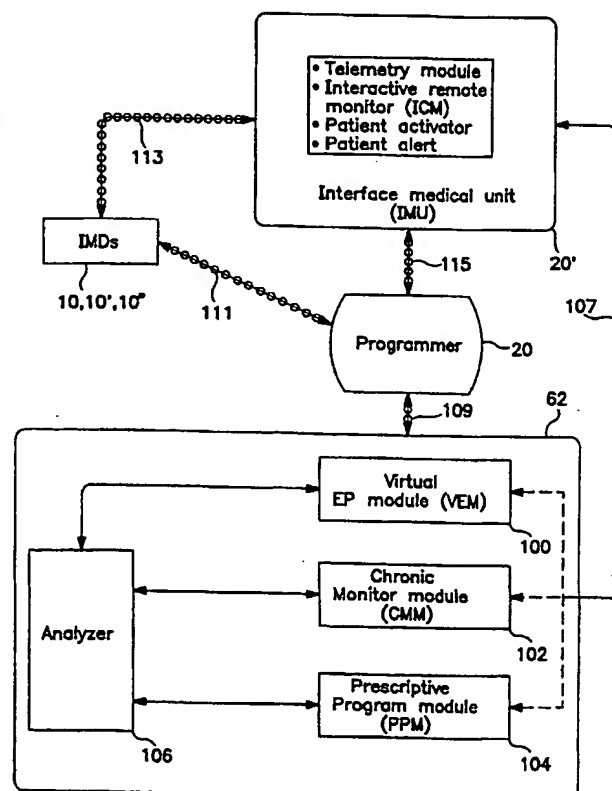 • Telemetry module
• Interactive remote
monitor (ICM)
• Patient activator
• Patient alert
113
Interface medical unit
(IMU)
IMDs
115
20'
10,10',10"
111
107
Programmer
20
109
62
Virtual
EP module (VEM)
100
Chronic
Monitor module
(CMM)
Analyzer
102
Prescriptive
Program module
(PPM)
106
104